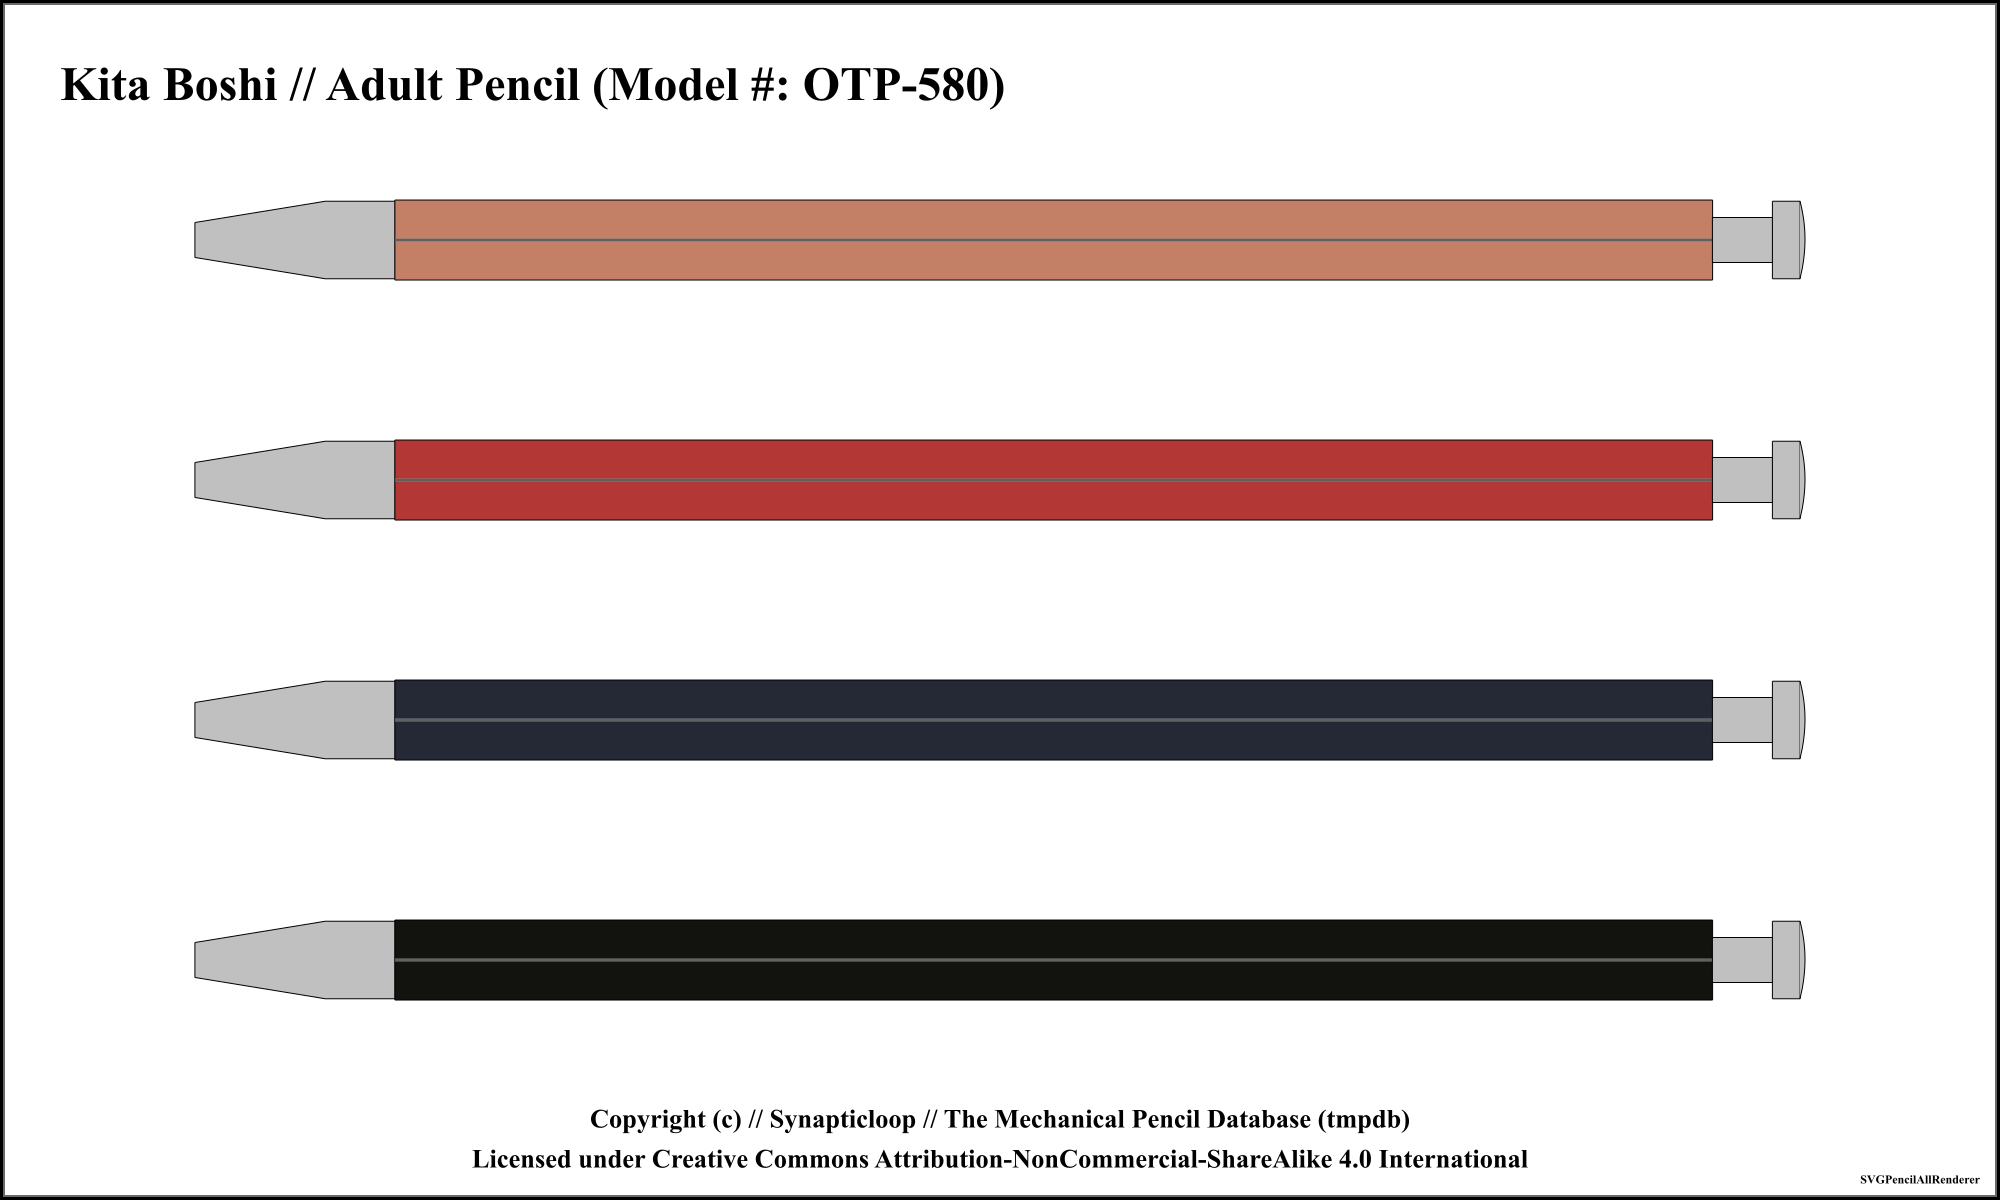 Kita Boshi // Adult Pencil (Model #: OTP-580)
Copyright (c) // Synapticloop // The Mechanical Pencil Database (tmpdb)
Licensed under Creative Commons Attribution-NonCommercial-ShareAlike 4.0 International
SVGPencilAllRenderer